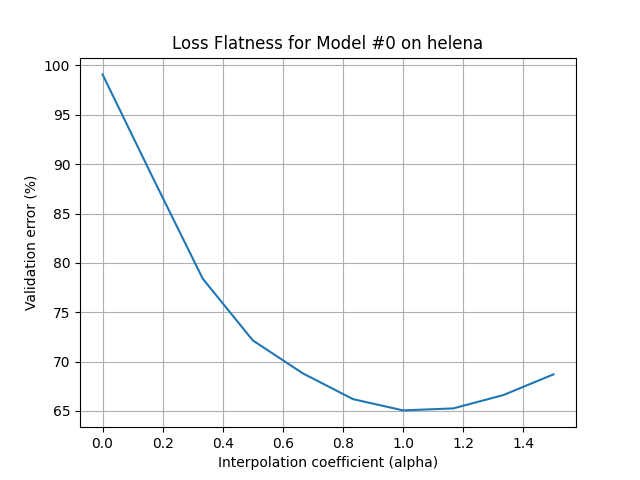 Loss Flatness for Model #0 on helena
100
95
90
85
80
75
70
65
Validation error (%)
0.0 0.2 0.4 0.6 0.8 1.0 1.2 1.4
Interpolation coefficient (alpha)